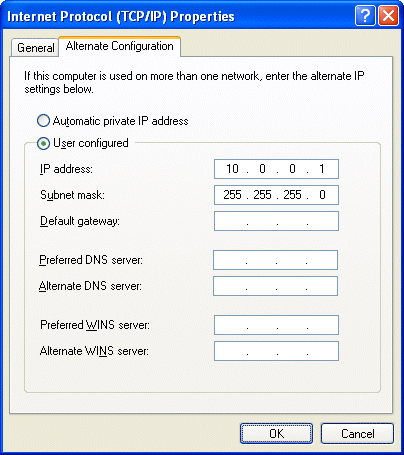 Internet Protocol (TCP/IP) Properties
General
Alternate Configuration
If this computer is used on more than one network, enter the alternate IP
settings below.
Automatic private IP address
User configured
IP address: 10 . 0 . 0 . 1
Subnet mask: 255 . 255 . 255 . 0
Default gateway: . . .
Preferred DNS server: . . .
Alternate DNS server: . . .
Preferred WINS server: . . .
Alternate WINS server: . . .
OK
Cancel